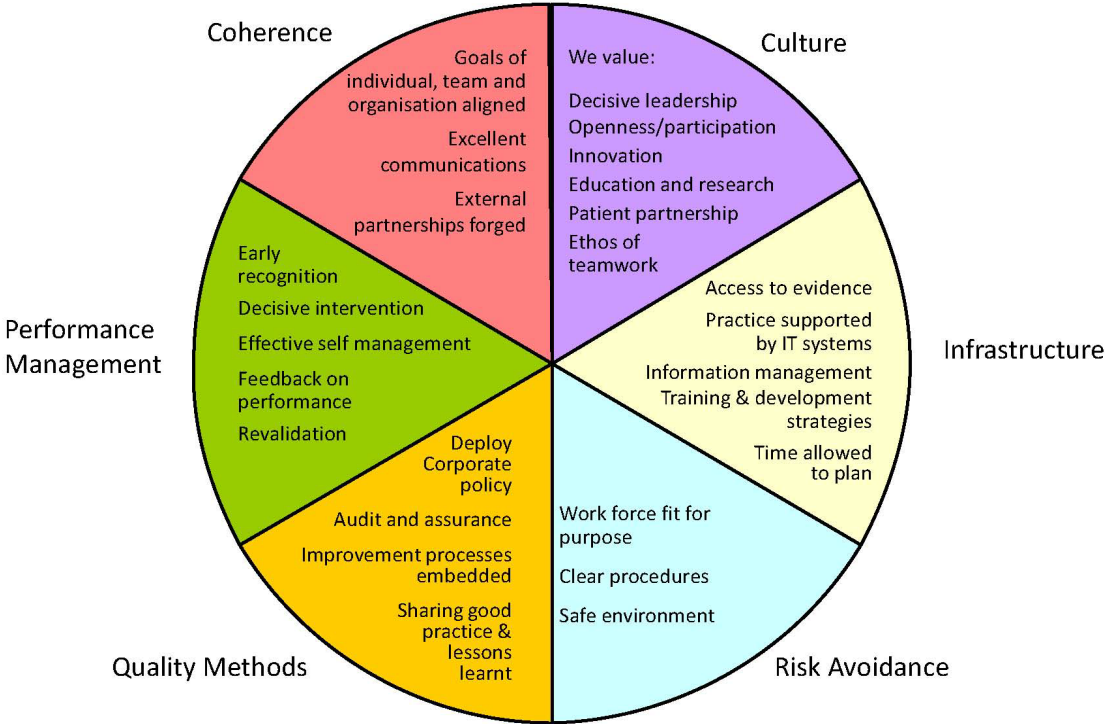 Coherence
Goals of
individual, team and
organisation aligned
Excellent
communications
External
partnerships forged
Culture
We value:
Decisive leadership
Openness/participation
Innovation
Education and research
Patient partnership
Ethos of
teamwork
Infrastructure
Access to evidence
Practice supported
by IT systems
Information management
Training & development
strategies
Time allowed
to plan
Risk Avoidance
Work force fit for
purpose
Clear procedures
Safe environment
Quality Methods
Deploy
Corporate
policy
Audit and assurance
Improvement processes
embedded
Sharing good
practice &
lessons
learnt
Performance
Management
Early
recognition
Decisive intervention
Effective self management
Feedback on
performance
Revalidation